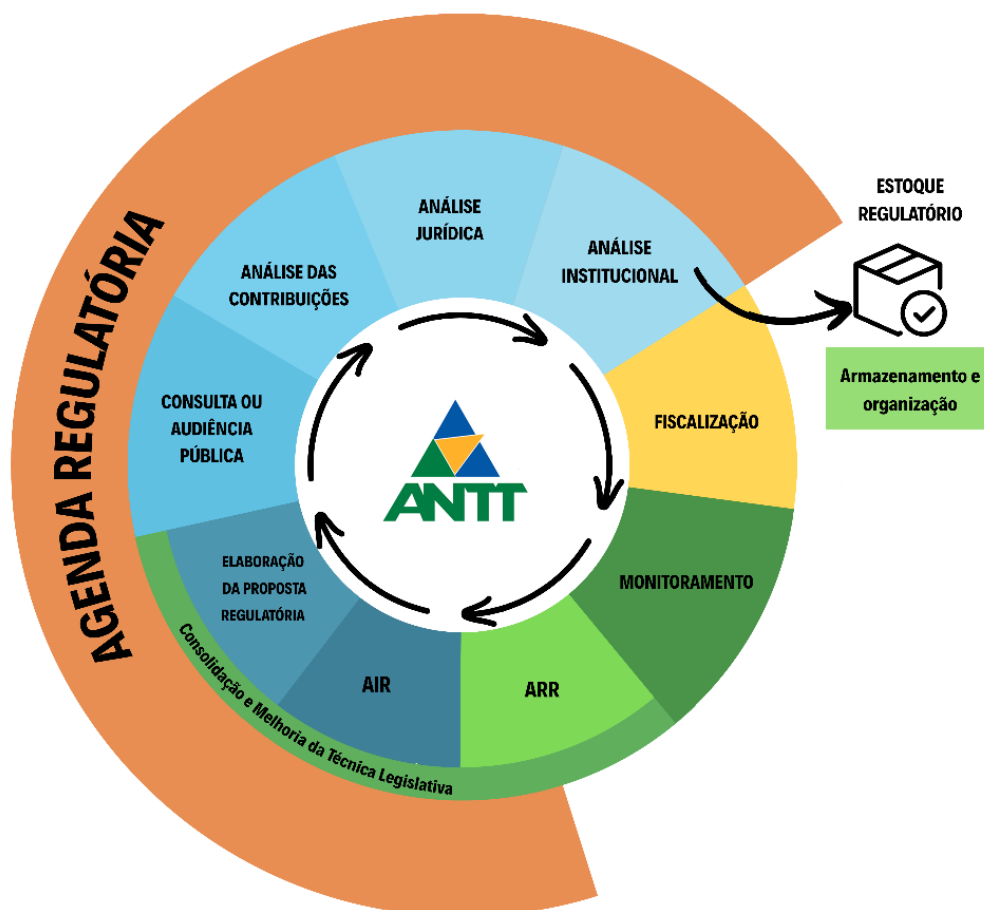 AGENDA REGULATÓRIA
ANÁLISE
JURÍDICA
ANÁLISE
INSTITUCIONAL
ESTOQUE
REGULATÓRIO
Armazenamento e
organização
FISCALIZAÇÃO
MONITORAMENTO
ARR
AIR
ELABORAÇÃO
DA PROPOSTA
REGULATÓRIA
Consolidação e Melhoria da Técnica Legislativa
CONSULTA OU
AUDIÊNCIA
PÚBLICA
ANÁLISE DAS
CONTRIBUIÇÕES
ANTT